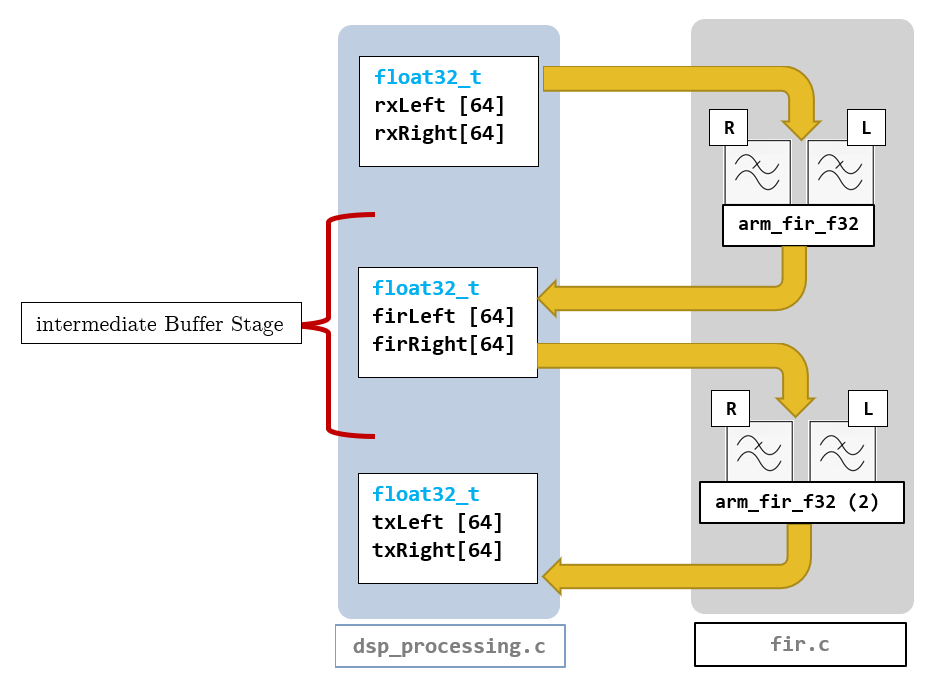 float32_t
rxLeft [64]
rxRight[64]
R
L
arm_fir_f32
intermediate Buffer Stage
float32_t
firLeft [64]
firRight[64]
R
L
arm_fir_f32 (2)
float32_t
txLeft [64]
txRight[64]
dsp_processing.c
fir.c